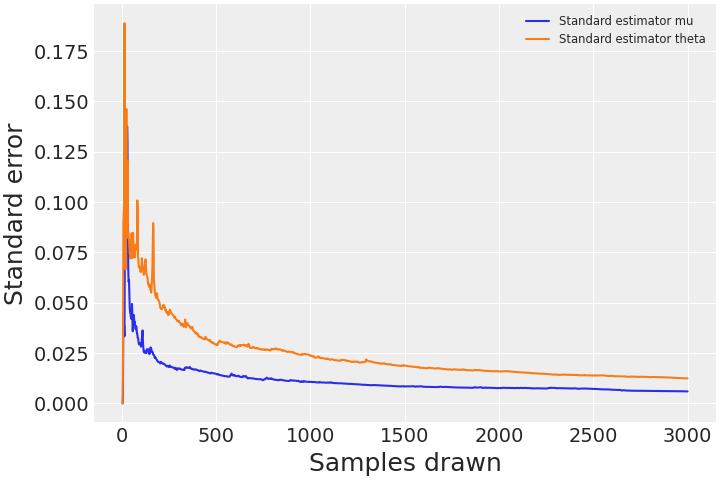 Standard estimator mu
Standard estimator theta
Standard error
0.175
0.150
0.125
0.100
0.075
0.050
0.025
0.000
0 500 1000 1500 2000 2500 3000
Samples drawn